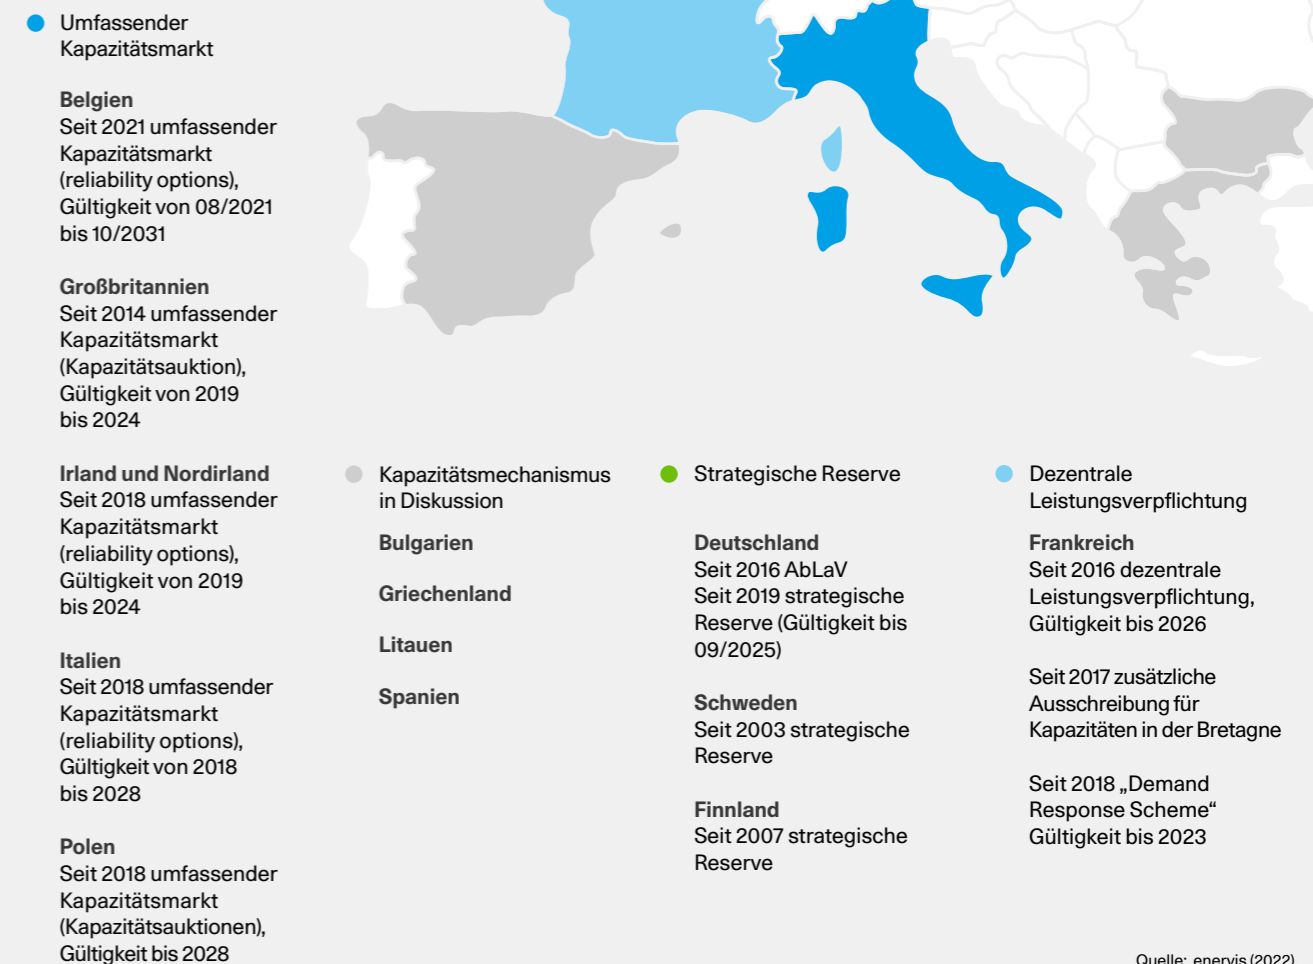 Umfassender
Kapazitätsmarkt
Belgien
Seit 2021 umfassender
Kapazitätsmarkt
(reliability options),
Gültigkeit von 08/2021
bis 10/2031
Großbritannien
Seit 2014 umfassender
Kapazitätsmarkt
(Kapazitätsauktion),
Gültigkeit von 2019
bis 2024
Irland und Nordirland
Seit 2018 umfassender
Kapazitätsmarkt
(reliability options),
Gültigkeit von 2019
bis 2024
Italien
Seit 2018 umfassender
Kapazitätsmarkt
(reliability options),
Gültigkeit von 2018
bis 2028
Polen
Seit 2018 umfassender
Kapazitätsmarkt
(Kapazitätsauktionen),
Gültigkeit bis 2028
Kapazitätsmechanismus
in Diskussion
Bulgarien
Griechenland
Litauen
Spanien
Strategische Reserve
Deutschland
Seit 2016 AbLaV
Seit 2019 strategische
Reserve (Gültigkeit bis
09/2025)
Schweden
Seit 2003 strategische
Reserve
Finnland
Seit 2007 strategische
Reserve
Dezentrale
Leistungsverpflichtung
Frankreich
Seit 2016 dezentrale
Leistungsverpflichtung,
Gültigkeit bis 2026
Seit 2017 zusätzliche
Ausschreibung für
Kapazitäten in der Bretagne
Seit 2018 „Demand
Response Scheme“
Gültigkeit bis 2023
Quelle: enervis (2022)